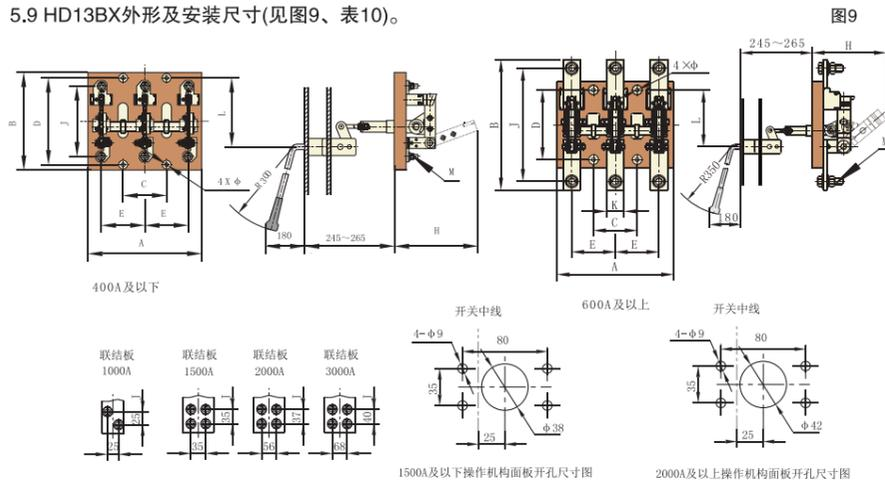 5.9 HD13BX外形及安装尺寸(见图9、表10)。
图9
B
D
J
L
C
4×φ
E
E
A
R300
180
245～265
H
M
400A及以下
4×φ
B
J
D
L
K
C
E
E
A
R350
180
245～265
H
M
600A及以上
联结板
1000A
J
25
25
联结板
1500A
J
35
35
联结板
2000A
J
37
56
联结板
3000A
J
40
68
开关中线
4-φ9
80
35
φ38
25
1500A及以下操作机构面板开孔尺寸图
开关中线
4-φ9
80
35
φ42
25
2000A及以上操作机构面板开孔尺寸图